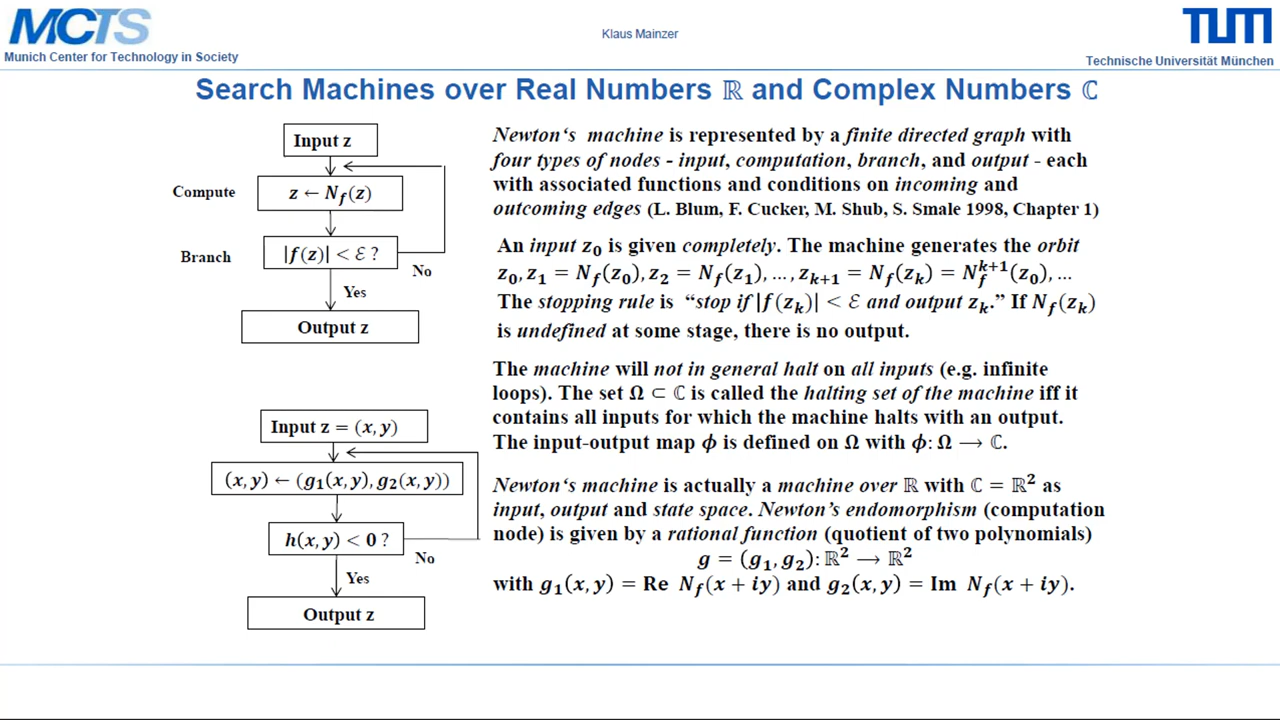 MCTS
Munich Center for Technology in Society
Klaus Mainzer
TUM
Technische Universität München
Search Machines over Real Numbers ℝ and Complex Numbers ℂ
Input z
Compute
z ← N_f(z)
Branch
|f(z)| < ℰ ?
No
Yes
Output z
Input z = (x, y)
(x, y) ← (g₁(x, y), g₂(x, y))
h(x, y) < 0 ?
No
Yes
Output z
Newton‘s machine is represented by a finite directed graph with
four types of nodes - input, computation, branch, and output - each
with associated functions and conditions on incoming and
outcoming edges (L. Blum, F. Cucker, M. Shub, S. Smale 1998, Chapter 1)
An input z₀ is given completely. The machine generates the orbit
z₀, z₁ = N_f(z₀), z₂ = N_f(z₁), … , z_{k+1} = N_f(z_k) = N_f^{k+1}(z₀), …
The stopping rule is “stop if |f(z_k)| < ℰ and output z_k.” If N_f(z_k)
is undefined at some stage, there is no output.
The machine will not in general halt on all inputs (e.g. infinite
loops). The set Ω ⊂ ℂ is called the halting set of the machine iff it
contains all inputs for which the machine halts with an output.
The input-output map ϕ is defined on Ω with ϕ: Ω ⟶ ℂ.
Newton‘s machine is actually a machine over ℝ with ℂ = ℝ² as
input, output and state space. Newton’s endomorphism (computation
node) is given by a rational function (quotient of two polynomials)
g = (g₁, g₂): ℝ² ⟶ ℝ²
with g₁(x, y) = Re N_f(x + iy) and g₂(x, y) = Im N_f(x + iy).